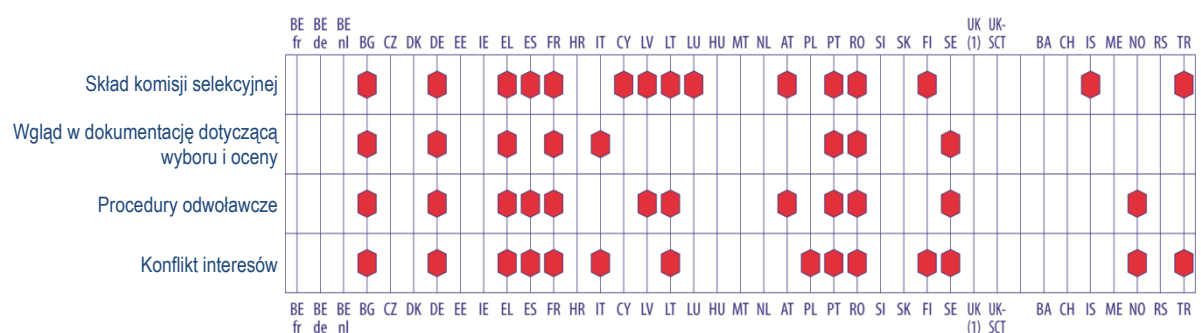 BE BE BE UK UK-
fr de nl BG CZ DK DE EE IE EL ES FR HR IT CY LV LT LU HU MT NL AT PL PT RO SI SK FI SE (1) SCT BA CH IS ME NO RS TR
Skład komisji selekcyjnej
Wgląd w dokumentację dotyczącą
wyboru i oceny
Procedury odwoławcze
Konflikt interesów
BE BE BE BG CZ DK DE EE IE EL ES FR HR IT CY LV LT LU HU MT NL AT PL PT RO SI SK FI SE UK UK- BA CH IS ME NO RS TR
fr de nl (1) SCT